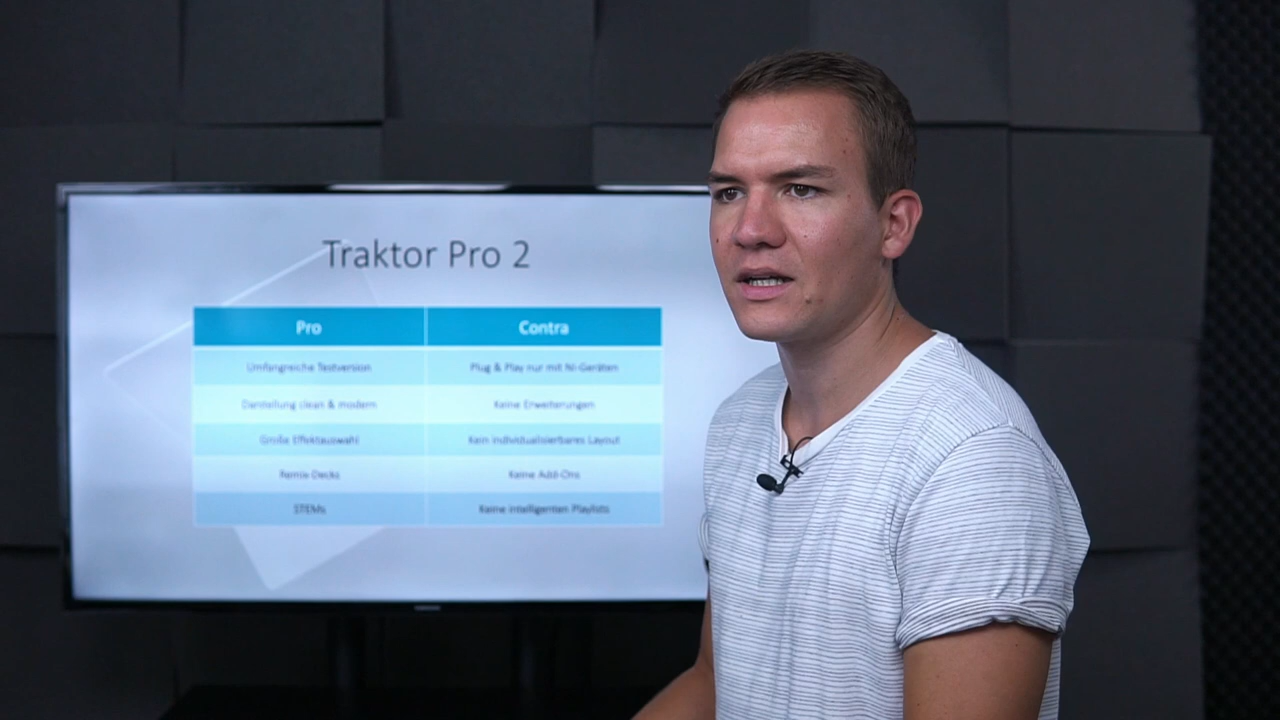 Traktor Pro 2
Pro Contra
Umfangreiche Testversion Plug & Play nur mit NI-Geräten
Darstellung clean & modern Keine Erweiterungen
Große Effektauswahl Kein individualisierbares Layout
Remix Decks Keine Add-Ons
STEMs Keine intelligenten Playlists